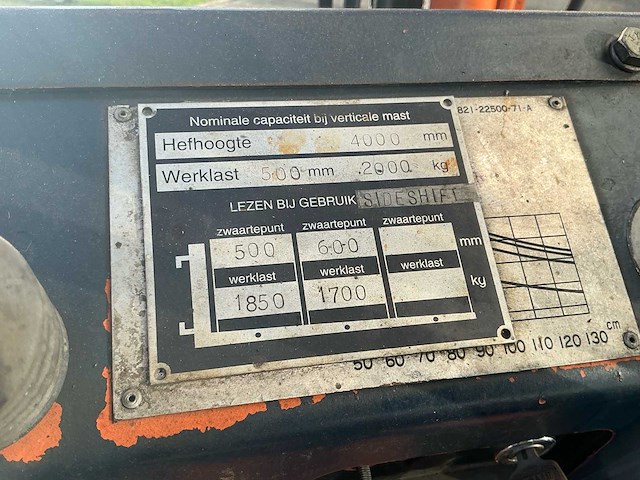 821-22500-71-A
Nominale capaciteit bij verticale mast
Hefhoogte 4000 mm
Werklast 500 mm 2000 kg
LEZEN BIJ GEBRUIK SIDESHIFT
zwaartepunt zwaartepunt zwaartepunt
500 600 mm
werklast werklast werklast
1850 1700 kg
50 60 70 80 90 100 110 120 130 cm